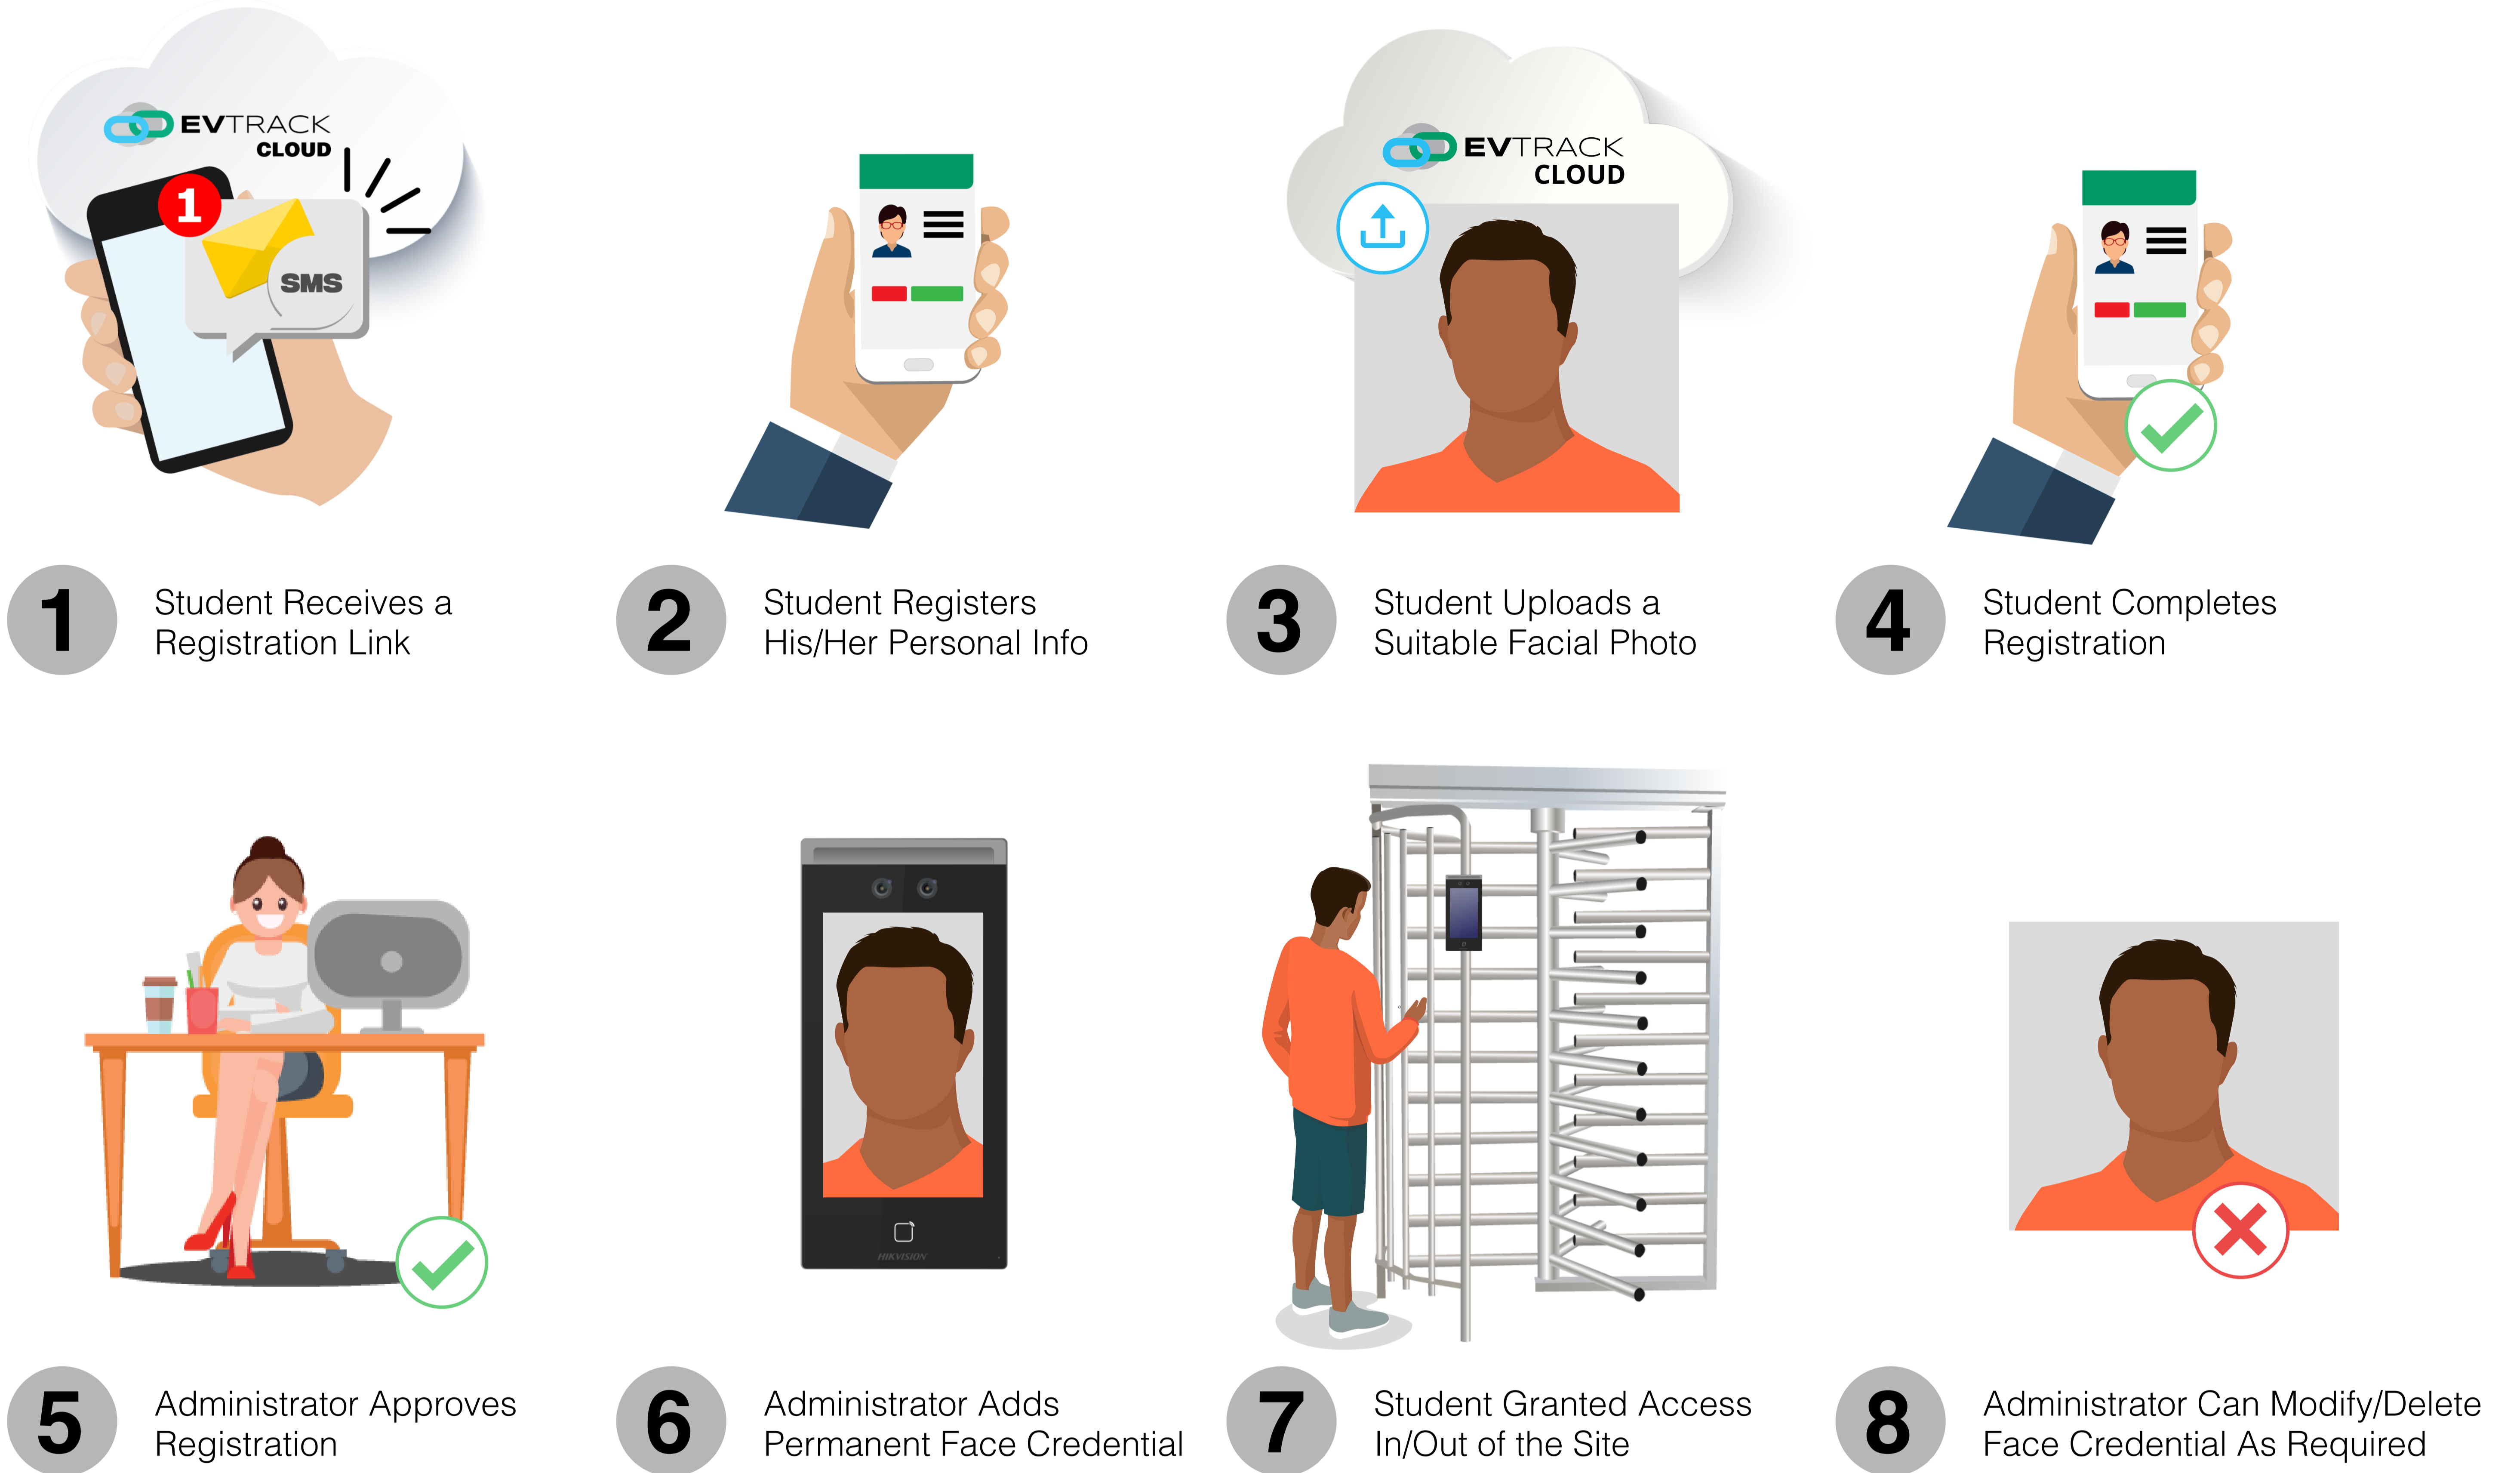 EVTRACK
CLOUD
1
SMS
EVTRACK
CLOUD
1 Student Receives a
Registration Link
2 Student Registers
His/Her Personal Info
3 Student Uploads a
Suitable Facial Photo
4 Student Completes
Registration
HIKVISION
5 Administrator Approves
Registration
6 Administrator Adds
Permanent Face Credential
7 Student Granted Access
In/Out of the Site
8 Administrator Can Modify/Delete
Face Credential As Required